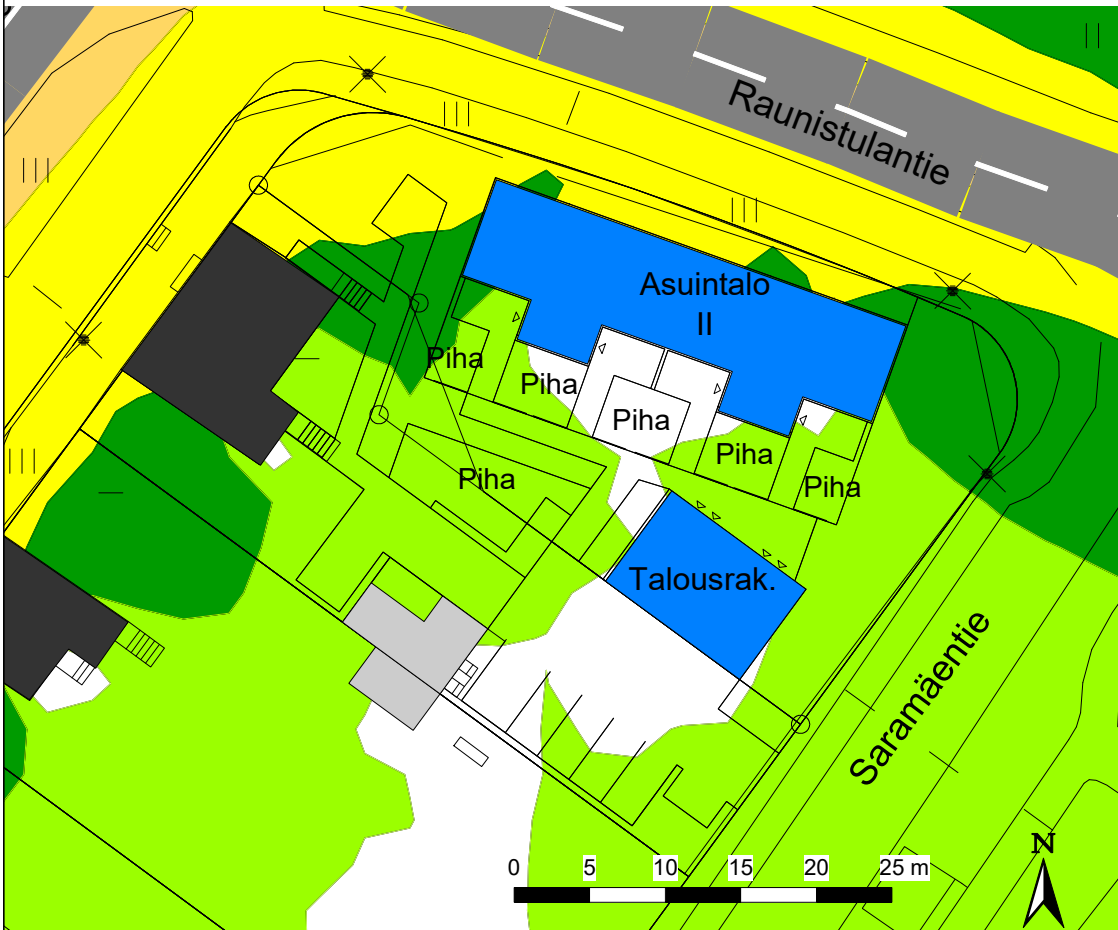 Raunistulantie
Asuintalo
II
Piha
Piha
Piha
Piha
Piha
Piha
Talousrak.
Saramäentie
N
0 5 10 15 20 25 m